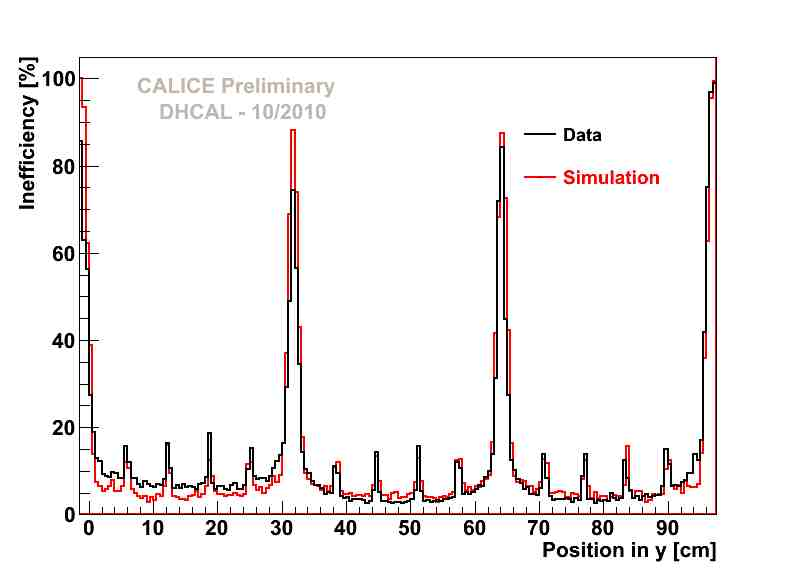 CALICE Preliminary
DHCAL - 10/2010
Data
Simulation
Inefficiency [%]
100
80
60
40
20
0
0 10 20 30 40 50 60 70 80 90
Position in y [cm]